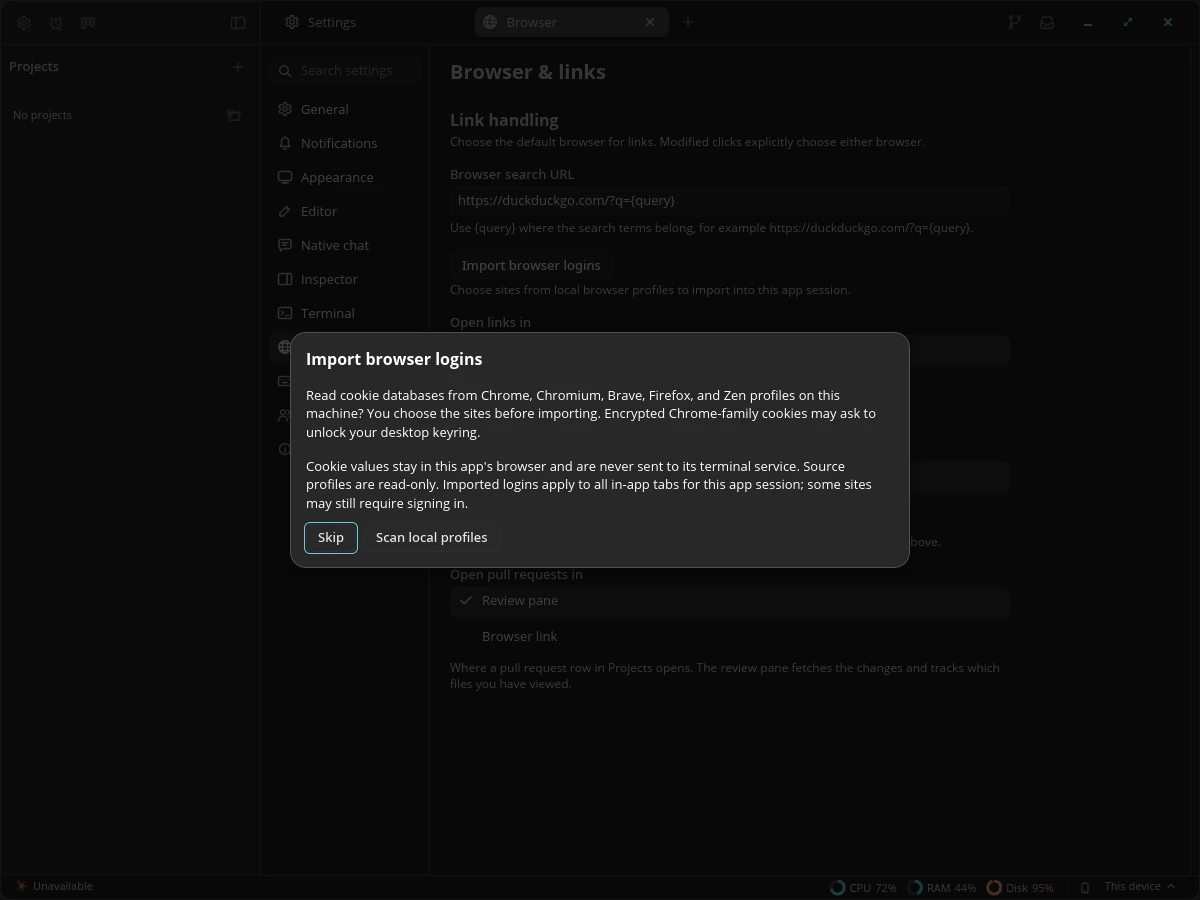 Settings
Browser
Projects
No projects
Search settings
General
Notifications
Appearance
Editor
Native chat
Inspector
Terminal
Browser & links
Link handling
Choose the default browser for links. Modified clicks explicitly choose either browser.
Browser search URL
https://duckduckgo.com/?q={query}
Use {query} where the search terms belong, for example https://duckduckgo.com/?q={query}.
Import browser logins
Choose sites from local browser profiles to import into this app session.
Open links in
Import browser logins
Read cookie databases from Chrome, Chromium, Brave, Firefox, and Zen profiles on this
machine? You choose the sites before importing. Encrypted Chrome-family cookies may ask to
unlock your desktop keyring.
Cookie values stay in this app's browser and are never sent to its terminal service. Source
profiles are read-only. Imported logins apply to all in-app tabs for this app session; some sites
may still require signing in.
Skip
Scan local profiles
bove.
Open pull requests in
Review pane
Browser link
Where a pull request row in Projects opens. The review pane fetches the changes and tracks which
files you have viewed.
Unavailable
CPU 72%
RAM 44%
Disk 95%
This device